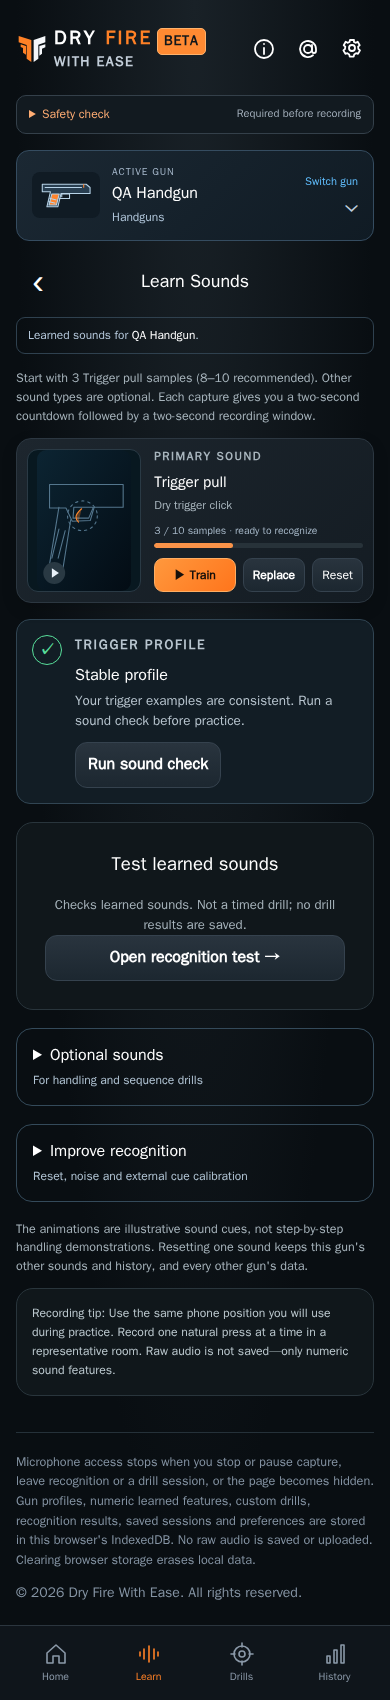 DRY FIRE BETA
WITH EASE
Safety check Required before recording
ACTIVE GUN
QA Handgun
Handguns
Switch gun
Learn Sounds
Learned sounds for QA Handgun.
Start with 3 Trigger pull samples (8–10 recommended). Other
sound types are optional. Each capture gives you a two-second
countdown followed by a two-second recording window.
PRIMARY SOUND
Trigger pull
Dry trigger click
3 / 10 samples · ready to recognize
Train Replace Reset
TRIGGER PROFILE
Stable profile
Your trigger examples are consistent. Run a
sound check before practice.
Run sound check
Test learned sounds
Checks learned sounds. Not a timed drill; no drill
results are saved.
Open recognition test →
Optional sounds
For handling and sequence drills
Improve recognition
Reset, noise and external cue calibration
The animations are illustrative sound cues, not step-by-step
handling demonstrations. Resetting one sound keeps this gun's
other sounds and history, and every other gun's data.
Recording tip: Use the same phone position you will use
during practice. Record one natural press at a time in a
representative room. Raw audio is not saved—only numeric
sound features.
Microphone access stops when you stop or pause capture,
leave recognition or a drill session, or the page becomes hidden.
Gun profiles, numeric learned features, custom drills,
recognition results, saved sessions and preferences are stored
in this browser's IndexedDB. No raw audio is saved or uploaded.
Clearing browser storage erases local data.
© 2026 Dry Fire With Ease. All rights reserved.
Home Learn Drills History